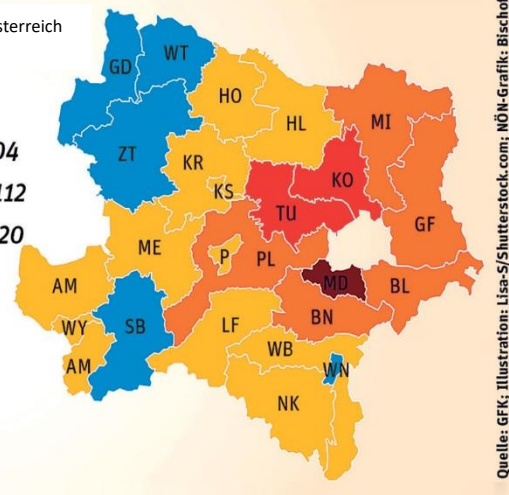 sterreich
GD
WT
HO
HL
MI
04
ZT
KR
KO
112
KS
TU
20
GF
ME
P
PL
AM
MD
BL
WY
SB
LF
BN
AM
WB
WN
NK
Quelle: GFK; Illustration: Lisa-S/Shutterstock.com; NÖN-Grafik: Bischof